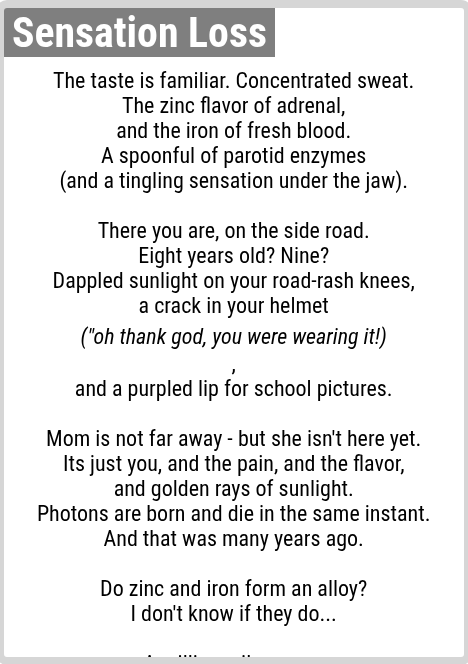 Sensation Loss
The taste is familiar. Concentrated sweat.
The zinc flavor of adrenal,
and the iron of fresh blood.
A spoonful of parotid enzymes
(and a tingling sensation under the jaw).
There you are, on the side road.
Eight years old? Nine?
Dappled sunlight on your road-rash knees,
a crack in your helmet
("oh thank god, you were wearing it!)
,
and a purpled lip for school pictures.
Mom is not far away - but she isn't here yet.
Its just you, and the pain, and the flavor,
and golden rays of sunlight.
Photons are born and die in the same instant.
And that was many years ago.
Do zinc and iron form an alloy?
I don't know if they do...